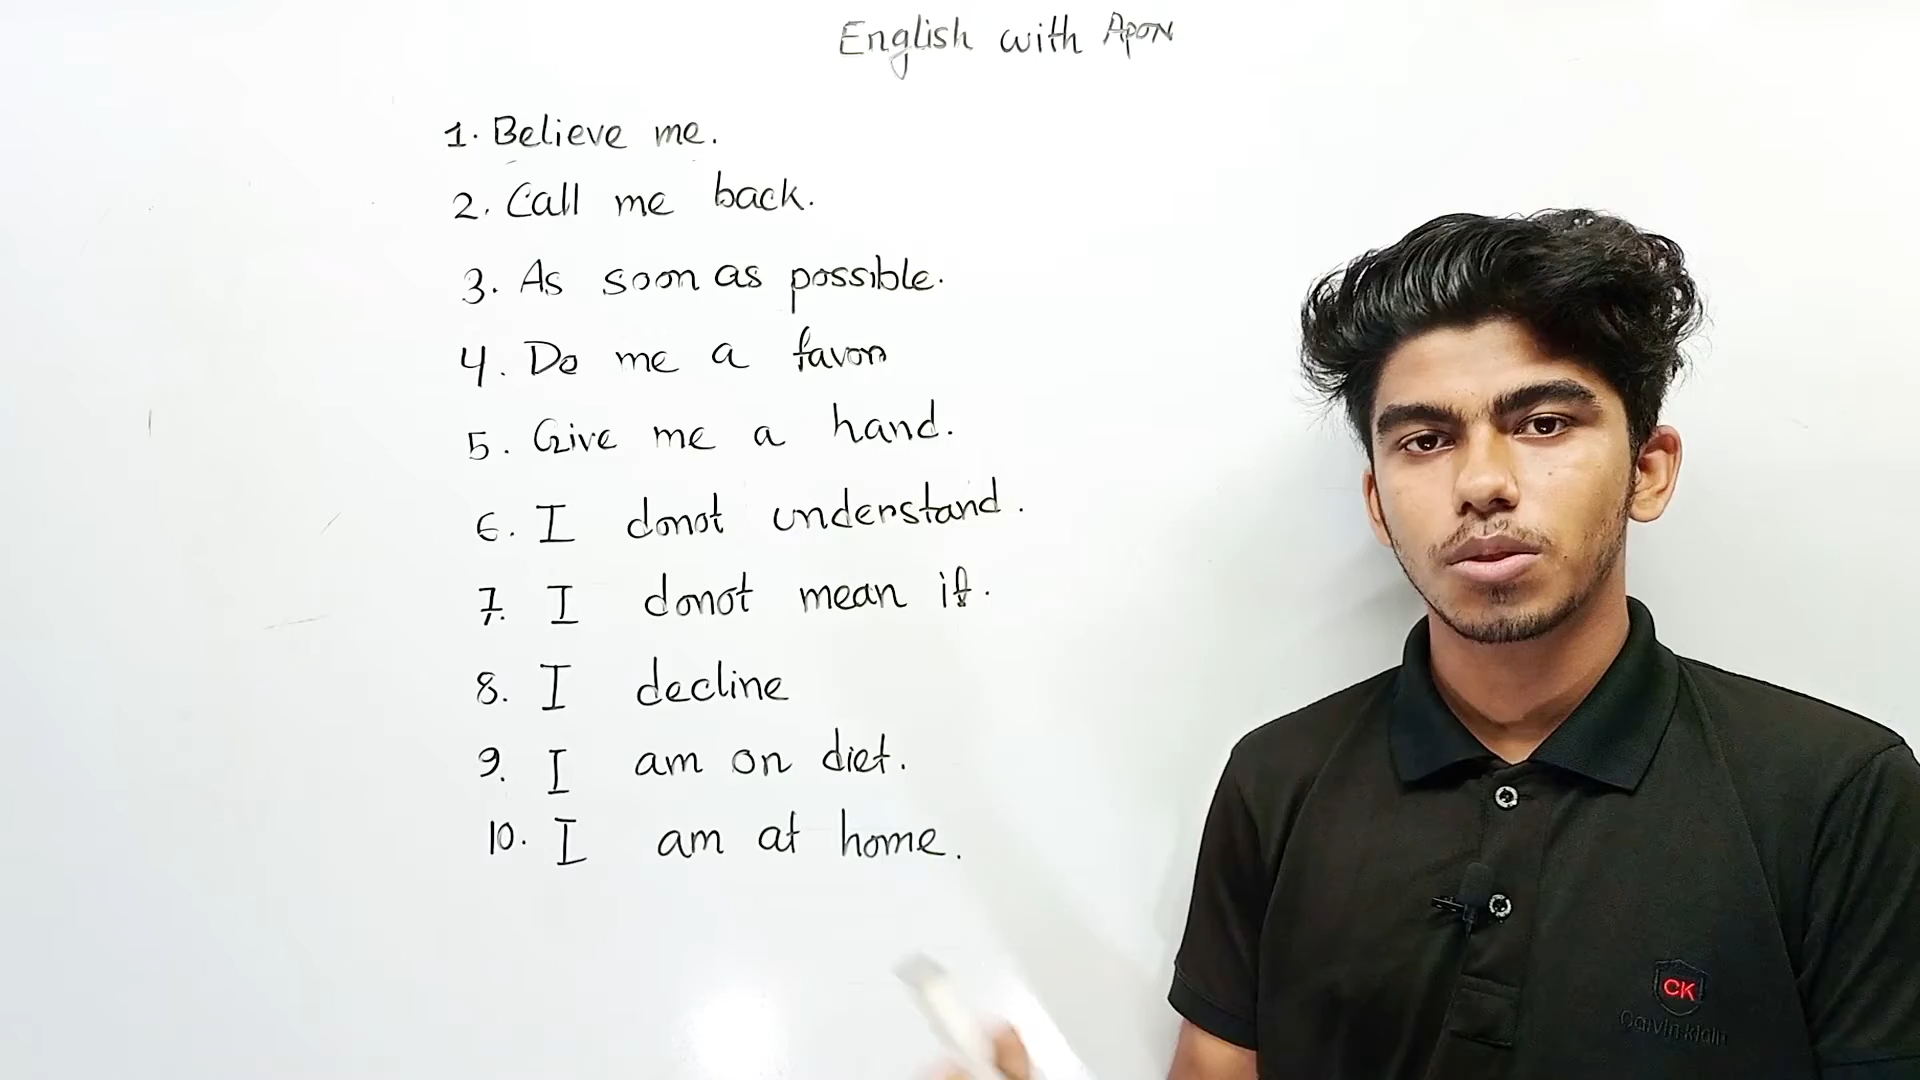 English with Apon
1. Believe me.
2. Call me back.
3. As soon as possible.
4. Do me a favor
5. Give me a hand.
6. I donot understand.
7. I donot mean it.
8. I decline
9. I am on diet.
10. I am at home.
CK
Calvin klain